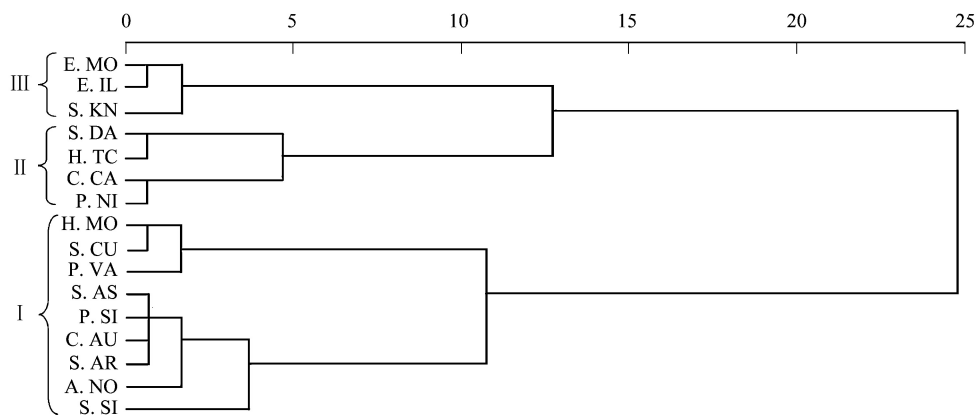 0 5 10 15 20 25
E. MO
III E. IL
S. KN
S. DA
II H. TC
C. CA
P. NI
H. MO
S. CU
P. VA
S. AS
I P. SI
C. AU
S. AR
A. NO
S. SI